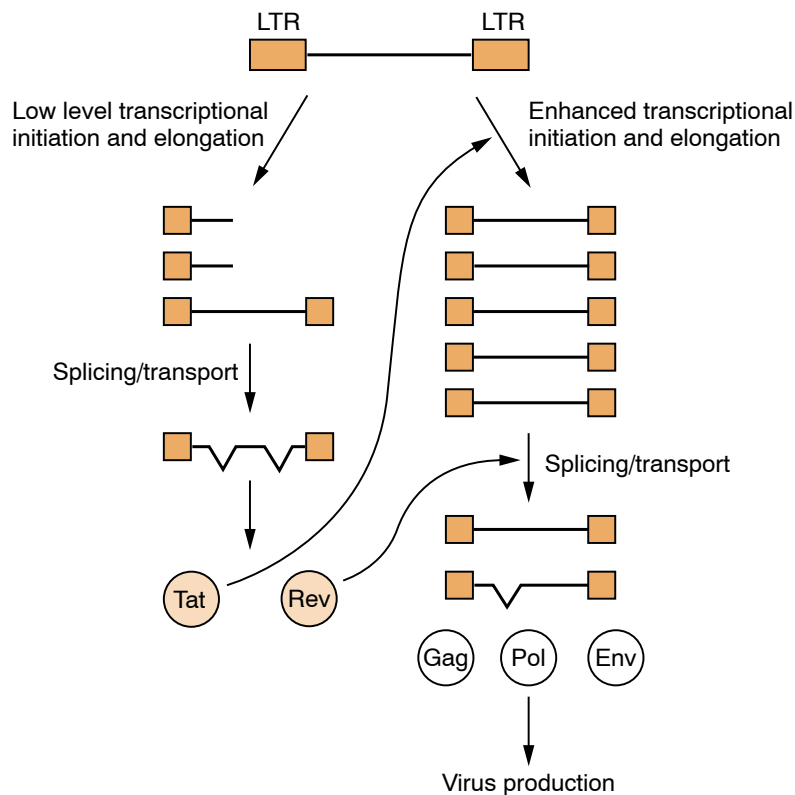 LTR
LTR
Low level transcriptional
initiation and elongation
Enhanced transcriptional
initiation and elongation
Splicing/transport
Splicing/transport
Tat
Rev
Gag
Pol
Env
Virus production